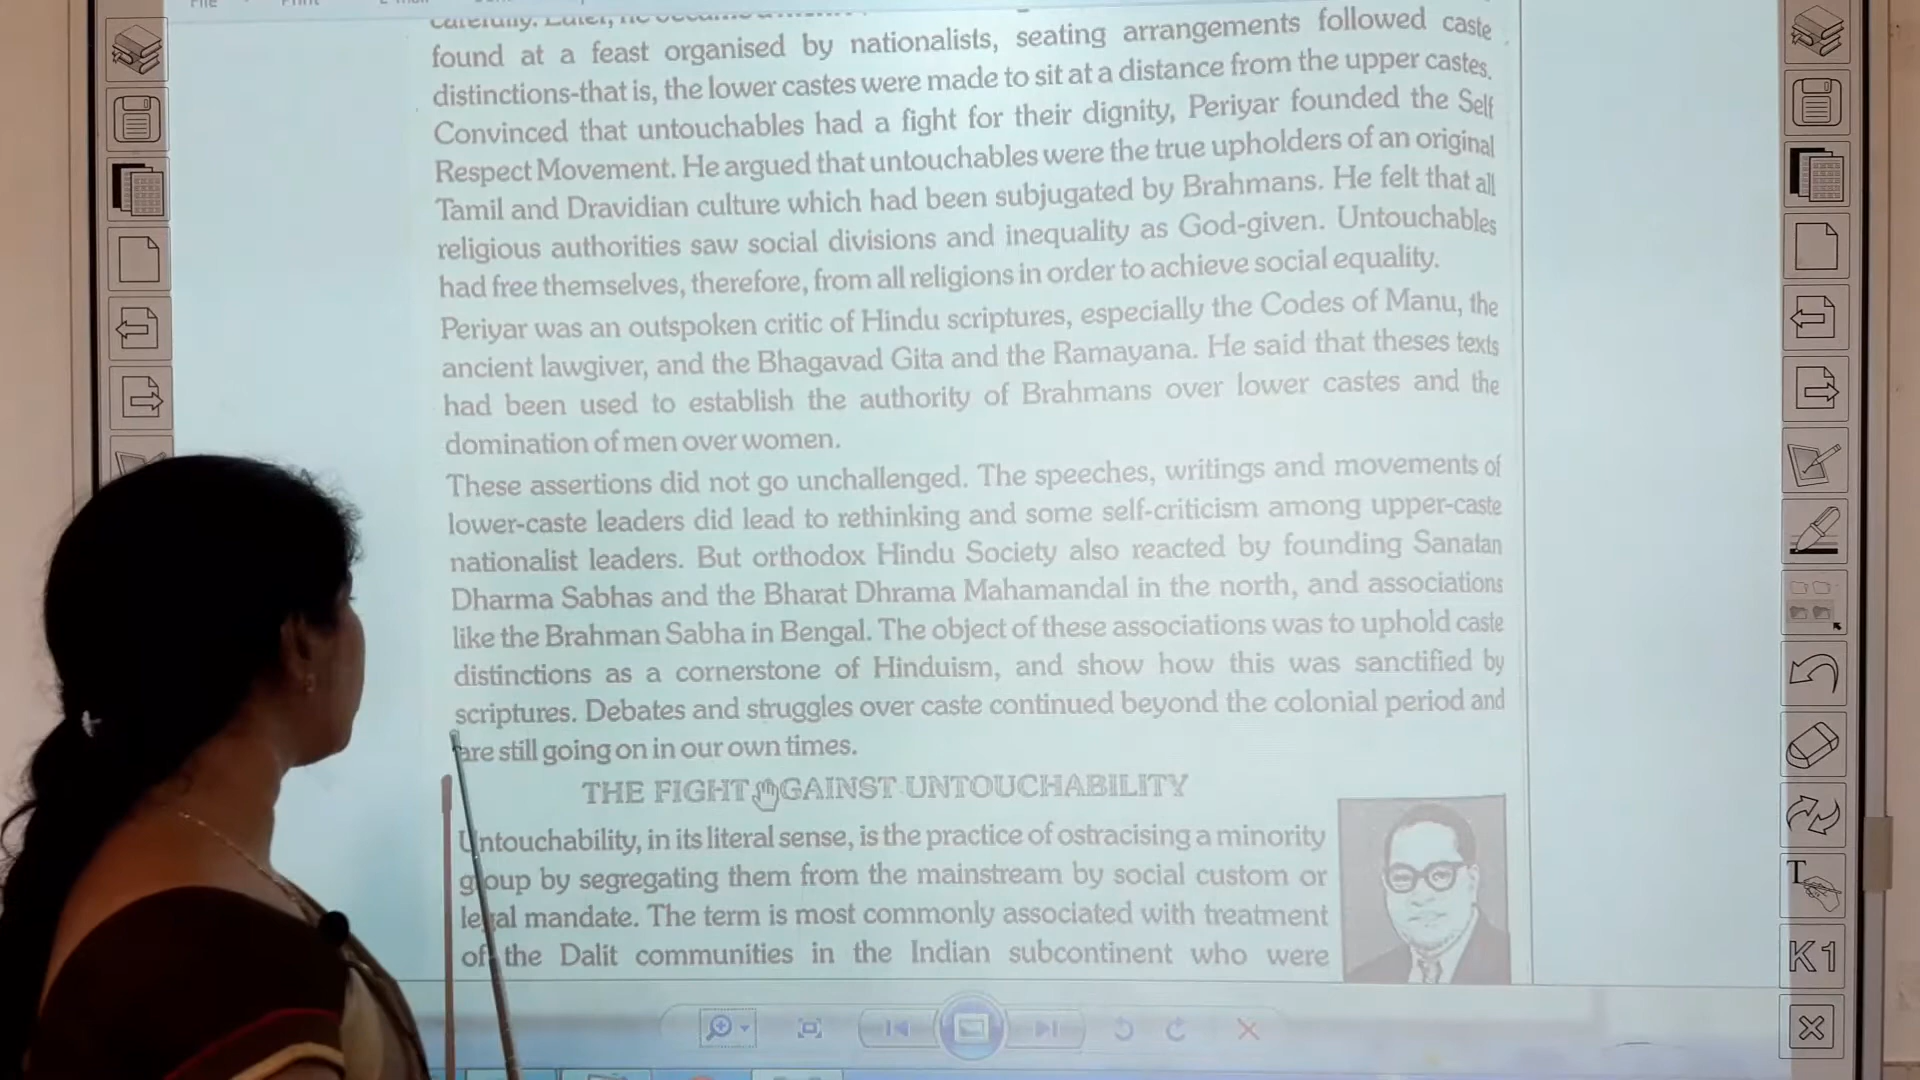 File
Print
found at a feast organised by nationalists, seating arrangements followed caste
distinctions-that is, the lower castes were made to sit at a distance from the upper castes.
Convinced that untouchables had a fight for their dignity, Periyar founded the Self
Respect Movement. He argued that untouchables were the true upholders of an original
Tamil and Dravidian culture which had been subjugated by Brahmans. He felt that all
religious authorities saw social divisions and inequality as God-given. Untouchables
had free themselves, therefore, from all religions in order to achieve social equality.
Periyar was an outspoken critic of Hindu scriptures, especially the Codes of Manu, the
ancient lawgiver, and the Bhagavad Gita and the Ramayana. He said that theses texts
had been used to establish the authority of Brahmans over lower castes and the
domination of men over women.
These assertions did not go unchallenged. The speeches, writings and movements of
lower-caste leaders did lead to rethinking and some self-criticism among upper-caste
nationalist leaders. But orthodox Hindu Society also reacted by founding Sanatan
Dharma Sabhas and the Bharat Dhrama Mahamandal in the north, and associations
like the Brahman Sabha in Bengal. The object of these associations was to uphold caste
distinctions as a cornerstone of Hinduism, and show how this was sanctified by
scriptures. Debates and struggles over caste continued beyond the colonial period and
are still going on in our own times.
THE FIGHT AGAINST UNTOUCHABILITY
Untouchability, in its literal sense, is the practice of ostracising a minority
group by segregating them from the mainstream by social custom or
legal mandate. The term is most commonly associated with treatment
of the Dalit communities in the Indian subcontinent who were
T
K1